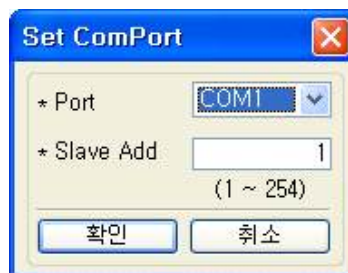 Set ComPort
* Port COM1
* Slave Add 1
(1 ~ 254)
확인 취소